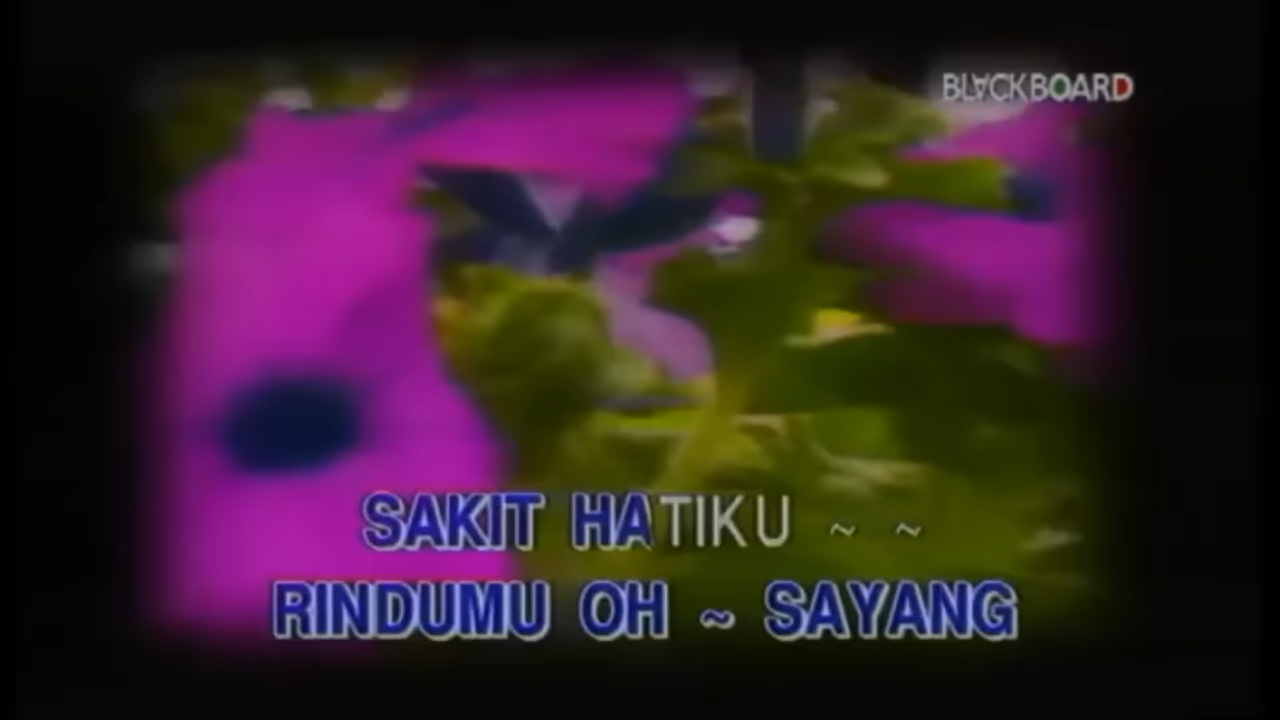 BLACKBOARD
SAKIT HATIKU ~ ~
RINDUMU OH ~ SAYANG